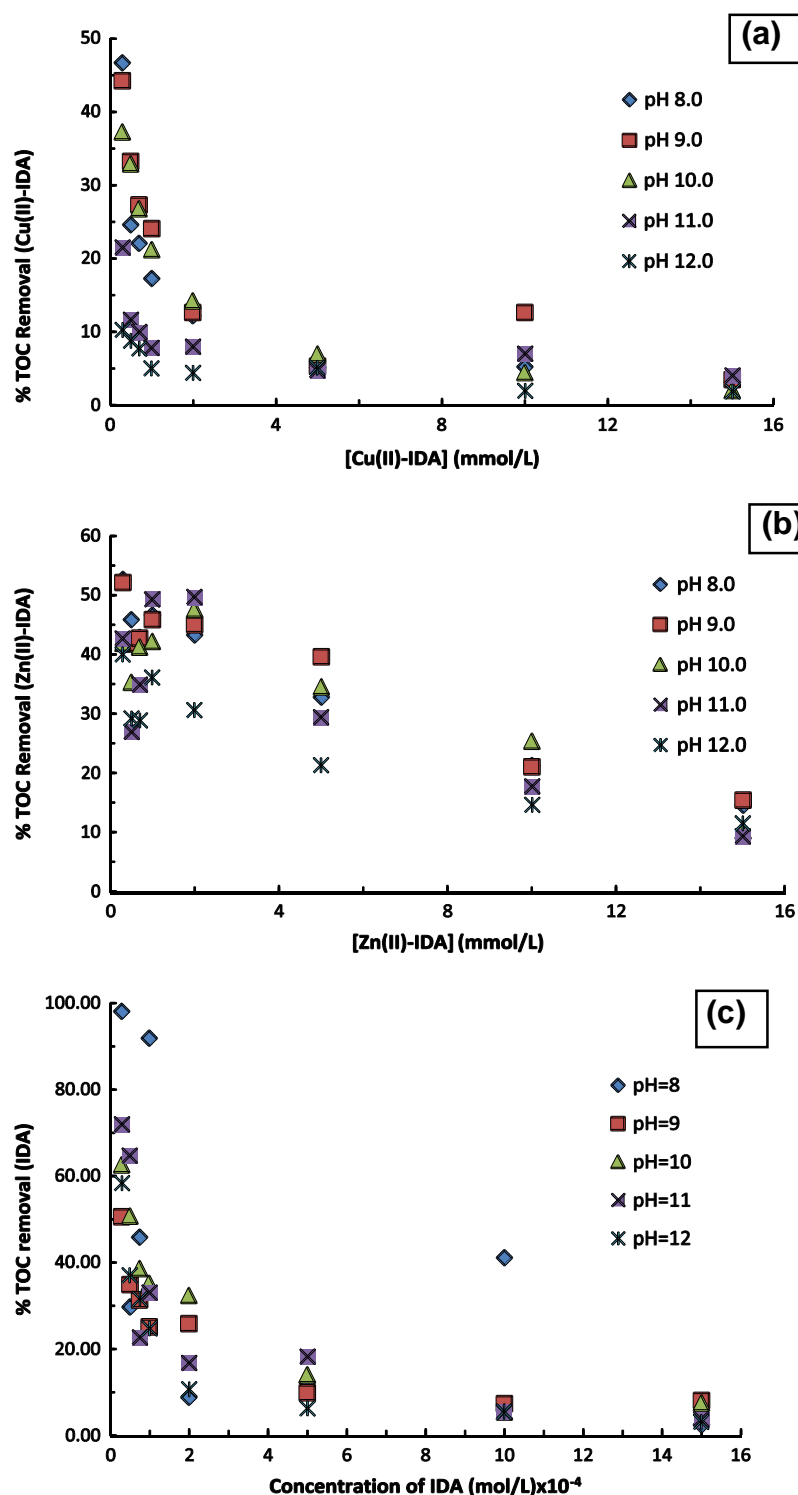 (a)
50
40
30
20
10
0
0 4 8 12 16
% TOC Removal (Cu(II)-IDA)
[Cu(II)-IDA] (mmol/L)
pH 8.0
pH 9.0
pH 10.0
pH 11.0
pH 12.0
(b)
60
50
40
30
20
10
0
0 4 8 12 16
% TOC Removal (Zn(II)-IDA)
[Zn(II)-IDA] (mmol/L)
pH 8.0
pH 9.0
pH 10.0
pH 11.0
pH 12.0
(c)
100.00
80.00
60.00
40.00
20.00
0.00
0 2 4 6 8 10 12 14 16
% TOC removal (IDA)
Concentration of IDA (mol/L)x10⁻⁴
pH=8
pH=9
pH=10
pH=11
pH=12